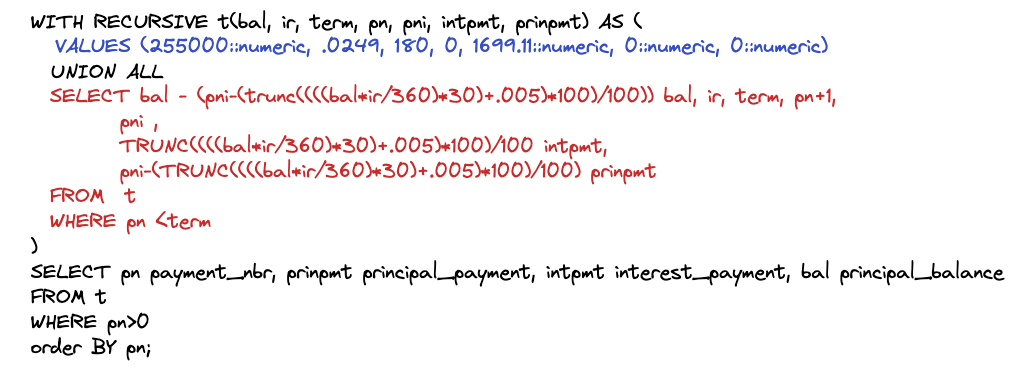 WITH RECURSIVE t(bal, ir, term, pn, pni, intpmt, prinpmt) AS (
VALUES (255000::numeric, .0249, 180, 0, 1699.11::numeric, 0::numeric, 0::numeric)
UNION ALL
SELECT bal - (pni-(trunc((((bal*ir/360)*30)+.005)*100)/100)) bal, ir, term, pn+1,
pni ,
TRUNC((((bal*ir/360)*30)+.005)*100)/100 intpmt,
pni-(TRUNC((((bal*ir/360)*30)+.005)*100)/100) prinpmt
FROM t
WHERE pn <term
)
SELECT pn payment_nbr, prinpmt principal_payment, intpmt interest_payment, bal principal_balance
FROM t
WHERE pn>0
order BY pn;